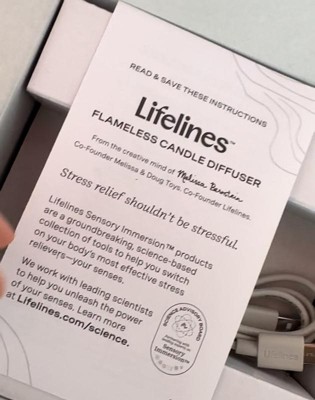 READ & SAVE THESE INSTRUCTIONS
Lifelines™
FLAMELESS CANDLE DIFFUSER
From the creative mind of Melissa Bernstein
Co-Founder Melissa & Doug Toys, Co-Founder Lifelines.
Stress relief shouldn't be stressful
Lifelines Sensory Immersion™ products
are a groundbreaking, science-based
collection of tools to help you switch
on your body's most effective stress
relievers—your senses.
We work with leading scientists
to help you unleash the power
of your senses. Learn more
at Lifelines.com/science.
SCIENCE ADVISORY BOARD
Sensory
Immersion™
Lifelines